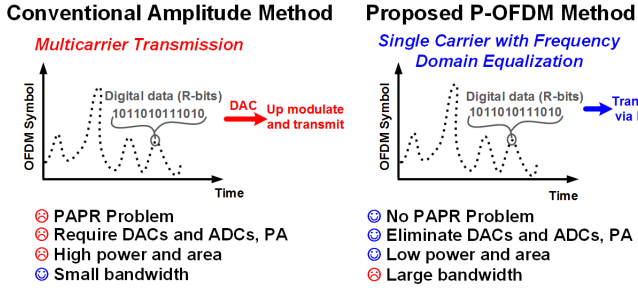 Conventional Amplitude Method
Multicarrier Transmission
OFDM Symbol
Digital data (R-bits)
1011010111010
DAC
Up modulate
and transmit
Time
PAPR Problem
Require DACs and ADCs, PA
High power and area
Small bandwidth
Proposed P-OFDM Method
Single Carrier with Frequency
Domain Equalization
OFDM Symbol
Digital data (R-bits)
1011010111010
via
Time
No PAPR Problem
Eliminate DACs and ADCs, PA
Low power and area
Large bandwidth